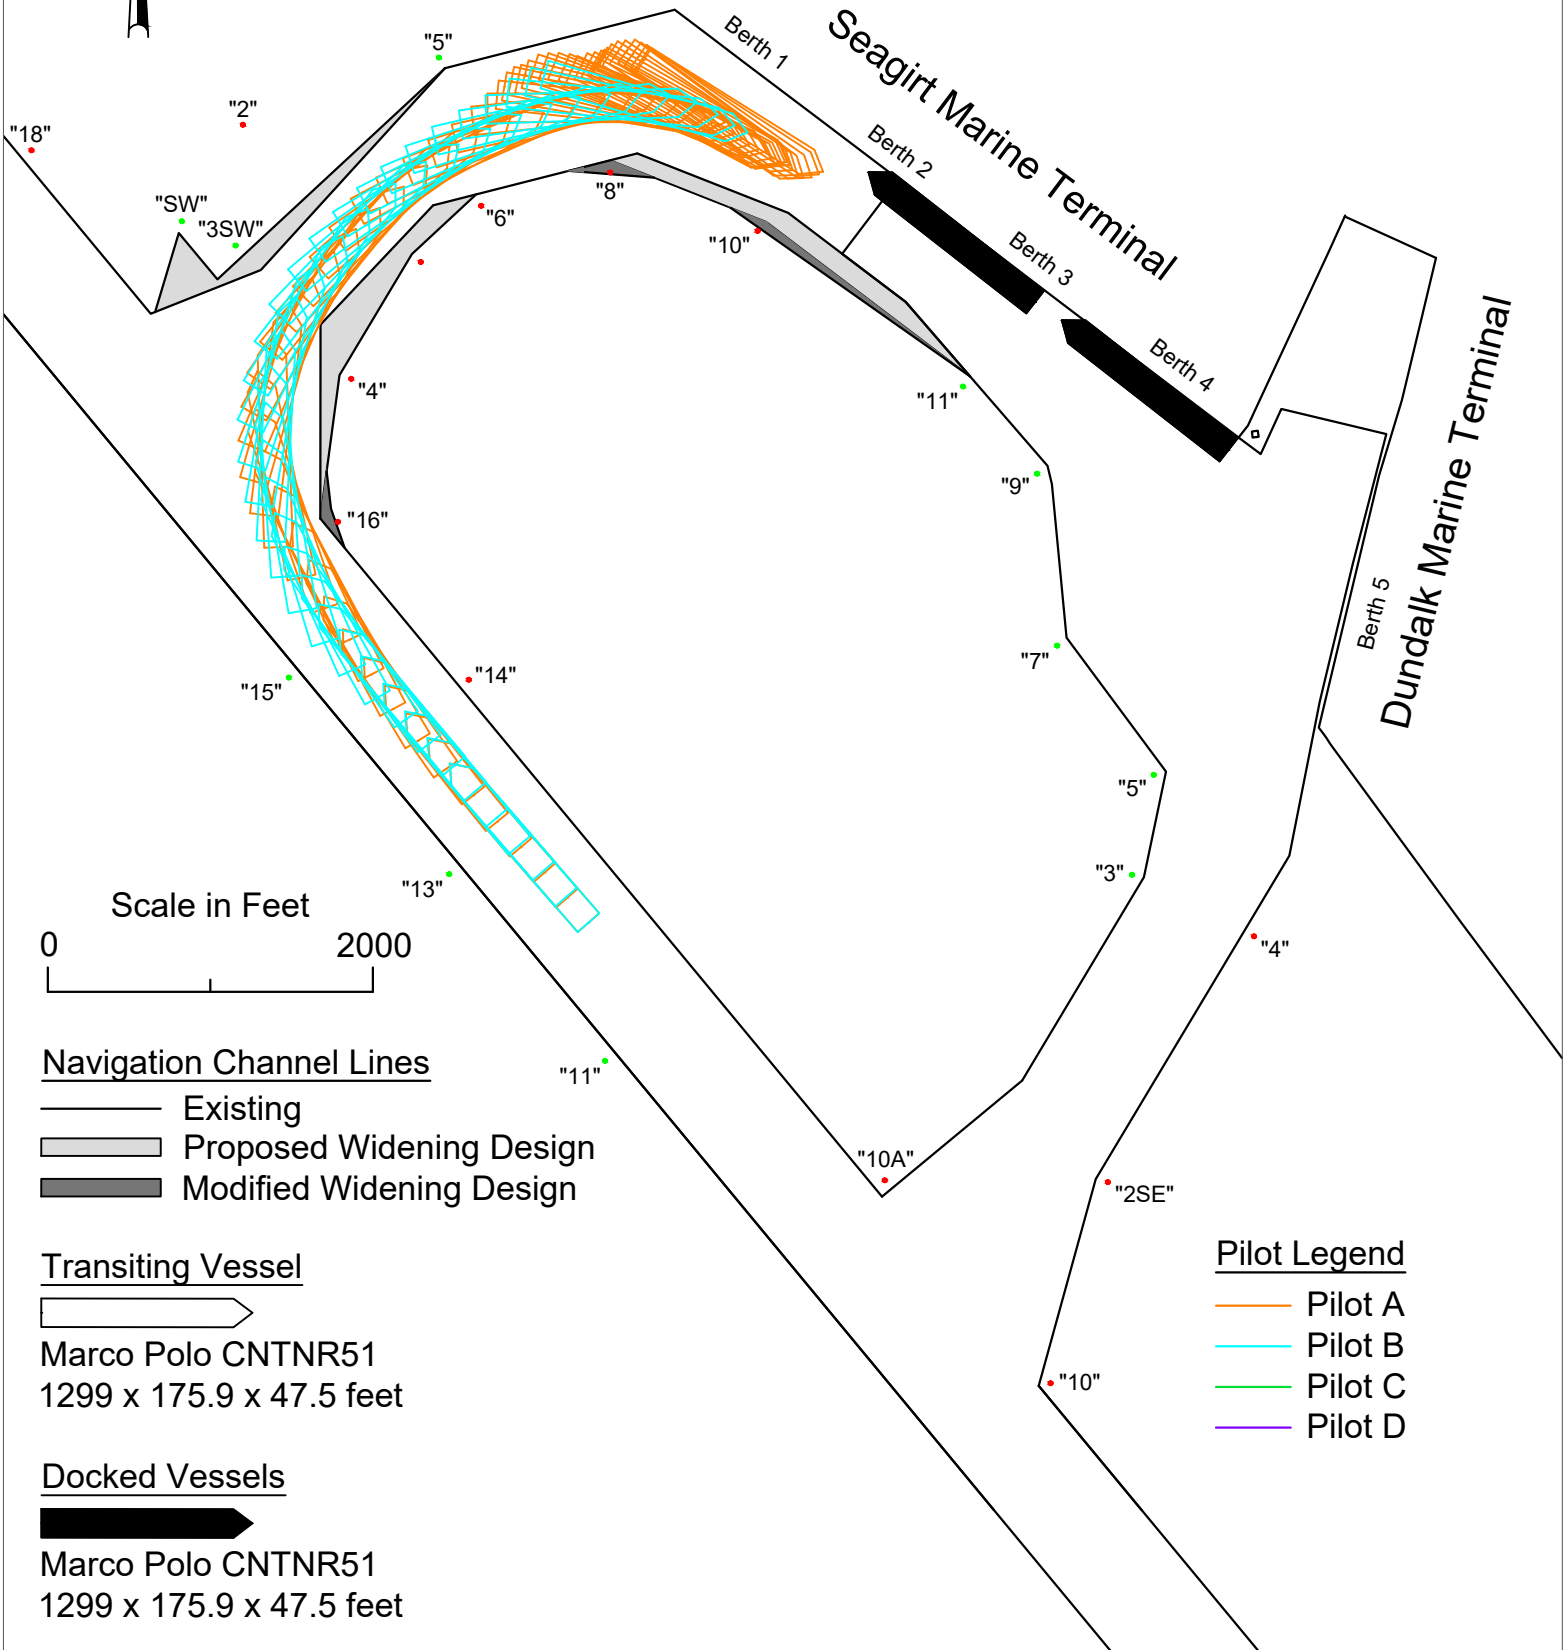 Seagirt Marine Terminal
Berth 1
"5"
"2"
"18"
Berth 2
"SW"
"3SW"
"8"
"6"
"10"
Berth 3
Berth 4
Dundalk Marine Terminal
"4"
"11"
"9"
"16"
Berth 5
"7"
"14"
"15"
"5"
"3"
"13"
Scale in Feet
0 2000
"4"
Navigation Channel Lines
"11"
Existing
Proposed Widening Design
"10A"
Modified Widening Design
"2SE"
Transiting Vessel
Marco Polo CNTNR51
1299 x 175.9 x 47.5 feet
Pilot Legend
Pilot A
Pilot B
Pilot C
Pilot D
"10"
Docked Vessels
Marco Polo CNTNR51
1299 x 175.9 x 47.5 feet